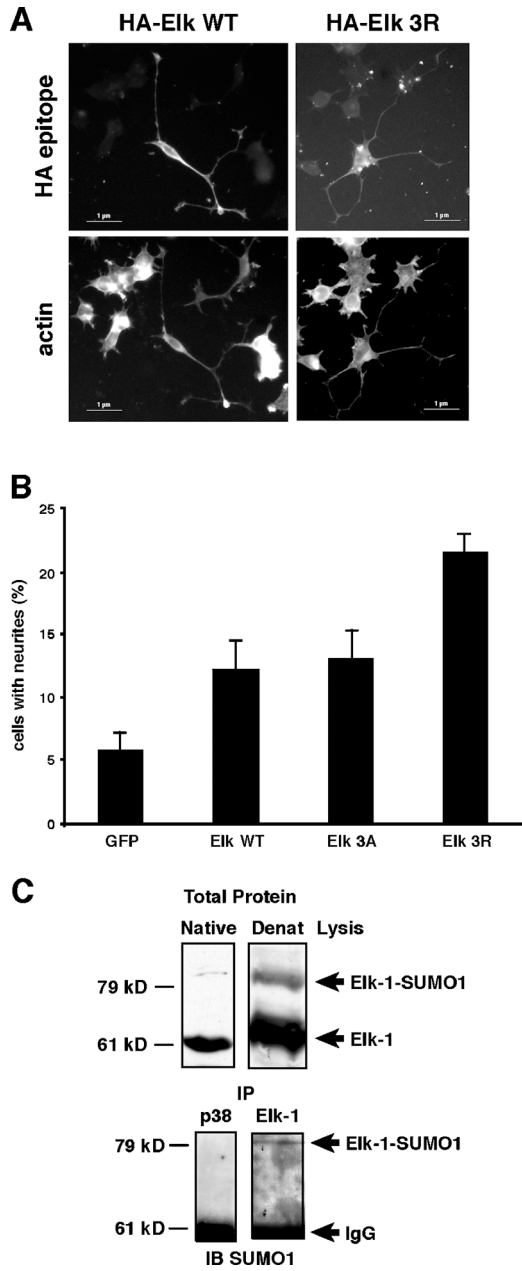 A
HA-Elk WT HA-Elk 3R
HA epitope
1 µm 1 µm
actin
1 µm 1 µm
B
cells with neurites (%)
25
20
15
10
5
0
GFP Elk WT Elk 3A Elk 3R
C
Total Protein
Native Denat Lysis
79 kD Elk-1-SUMO1
61 kD Elk-1
IP
p38 Elk-1
79 kD Elk-1-SUMO1
61 kD IgG
IB SUMO1